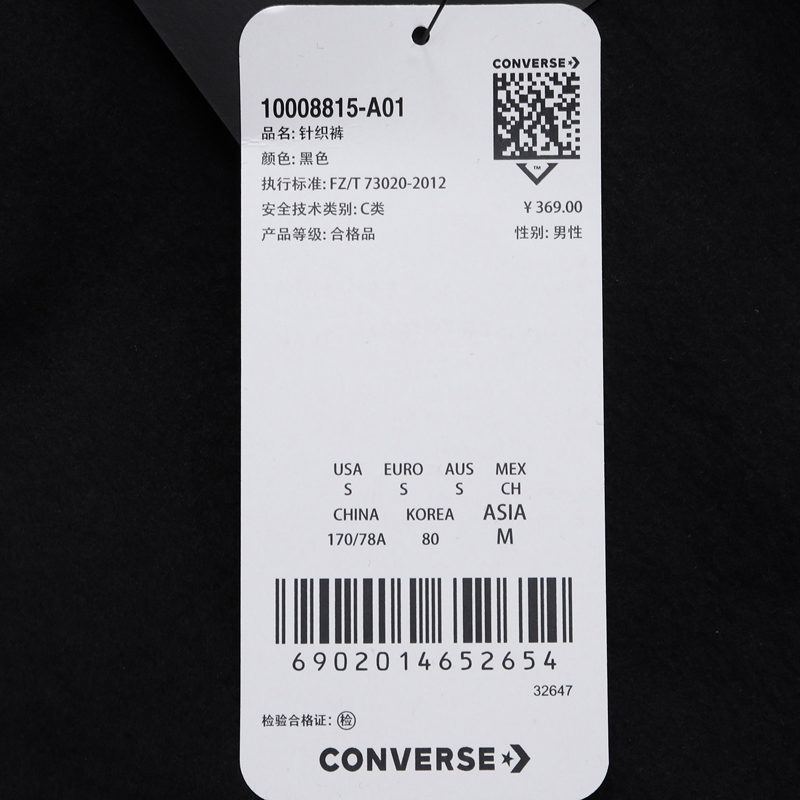 CONVERSE
10008815-A01
品名: 针织裤
颜色: 黑色
执行标准: FZ/T 73020-2012
安全技术类别: C类
¥ 369.00
产品等级: 合格品
性别: 男性
TM
USA EURO AUS MEX
S S S CH
CHINA KOREA ASIA
170/78A 80 M
6902014652654
32647
检验合格证: 检
CONVERSE